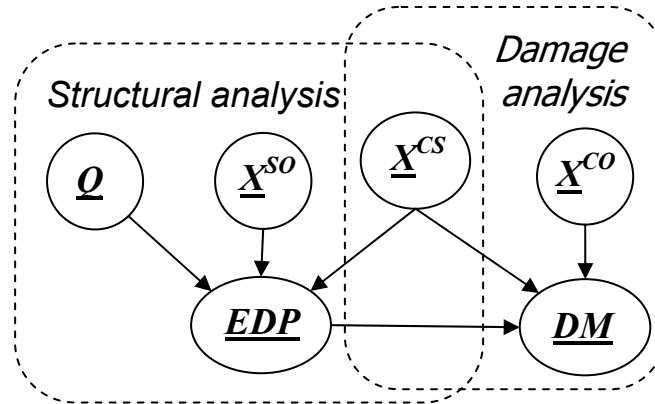 Damage
analysis
Structural analysis
Q
X^SO
X^CS
X^CO
EDP
DM